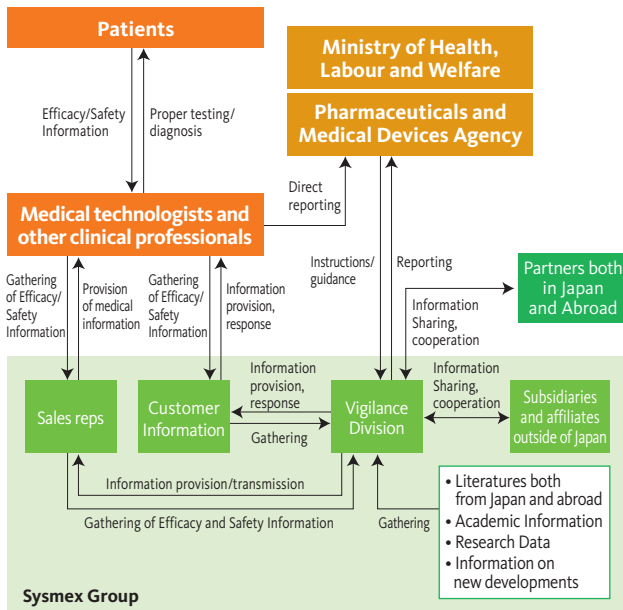 Patients
Ministry of Health,
Labour and Welfare
Pharmaceuticals and
Medical Devices Agency
Efficacy/Safety
Information
Proper testing/
diagnosis
Direct
reporting
Medical technologists and
other clinical professionals
Gathering
of Efficacy/
Safety
Information
Provision
of medical
information
Gathering
of Efficacy/
Safety
Information
Information
provision,
response
Instructions/
guidance
Reporting
Partners both
in Japan
and Abroad
Information
Sharing,
cooperation
Sales reps
Customer
Information
Information
provision,
response
Gathering
Vigilance
Division
Information
Sharing,
cooperation
Subsidiaries
and affiliates
outside of Japan
Information provision/transmission
Gathering of Efficacy and Safety Information
Gathering
• Literatures both
from Japan and abroad
• Academic Information
• Research Data
• Information on
new developments
Sysmex Group